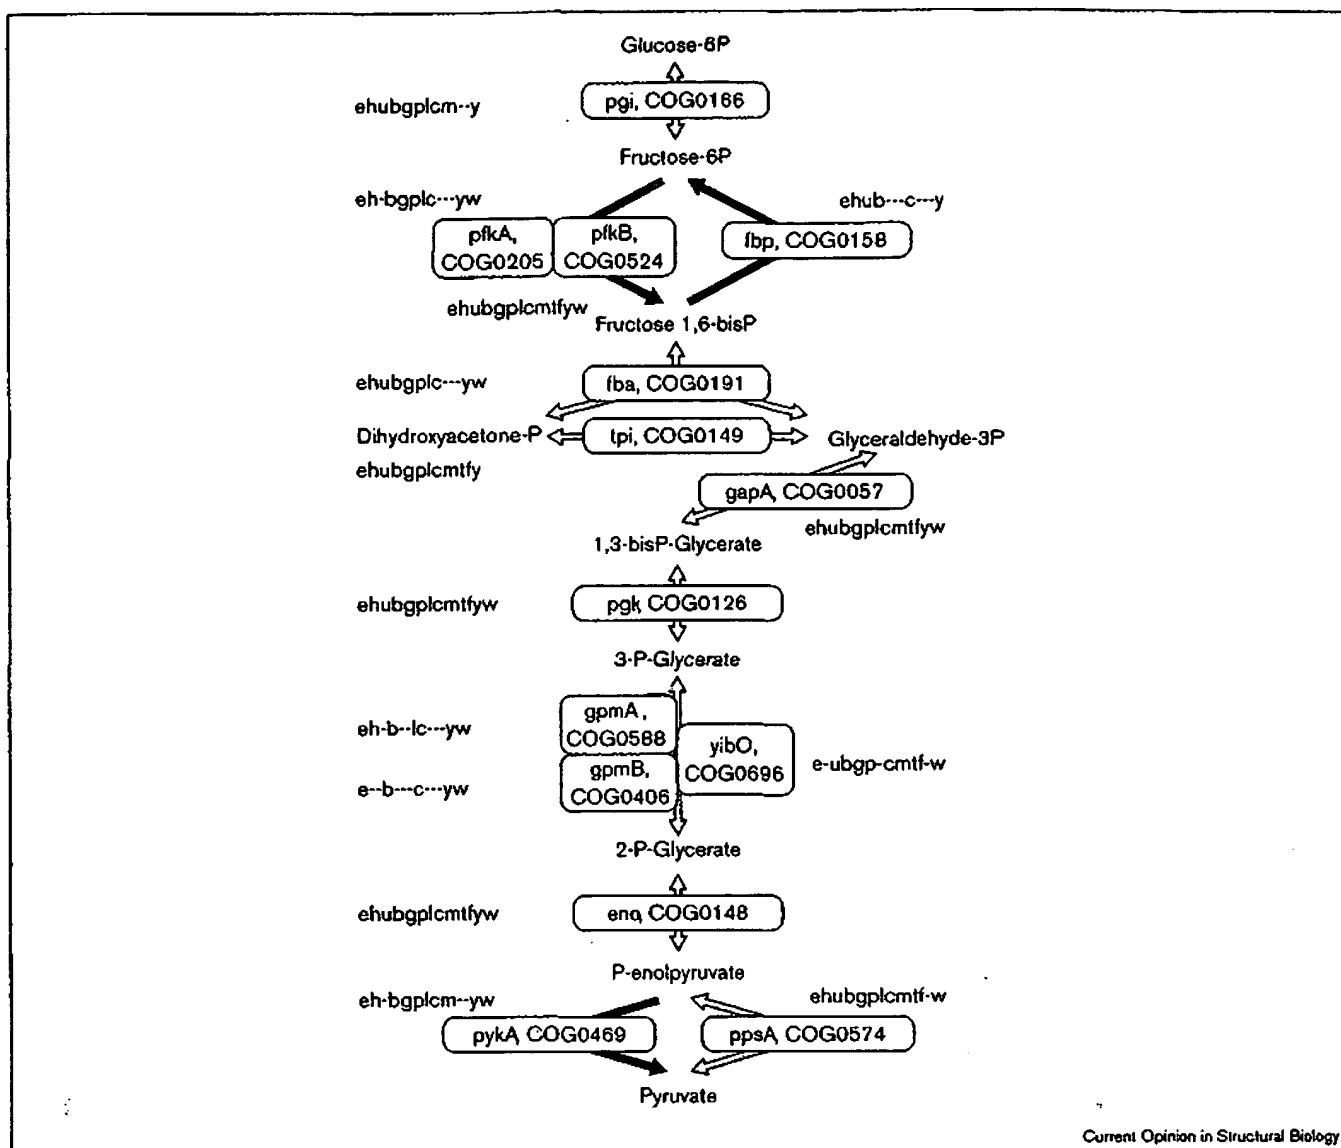 Glucose-6P
ehubgplcm--y
pgi, COG0166
Fructose-6P
eh-bgplc---yw
ehub---c---y
pfkA, COG0205
pfkB, COG0524
fbp, COG0158
ehubgplcmtfyw
Fructose 1,6-bisP
ehubgplc---yw
fba, COG0191
Dihydroxyacetone-P
tpi, COG0149
Glyceraldehyde-3P
ehubgplcmtfy
gapA, COG0057
ehubgplcmtfyw
1,3-bisP-Glycerate
ehubgplcmtfyw
pgk, COG0126
3-P-Glycerate
eh-b--lc---yw
gpmA, COG0588
yibO, COG0696
e-ubgp-cmtf-w
e--b---c---yw
gpmB, COG0406
2-P-Glycerate
ehubgplcmtfyw
eno, COG0148
P-enolpyruvate
eh-bgplcm--yw
ehubgplcmtf-w
pykA, COG0469
ppsA, COG0574
Pyruvate
Current Opinion in Structural Biology